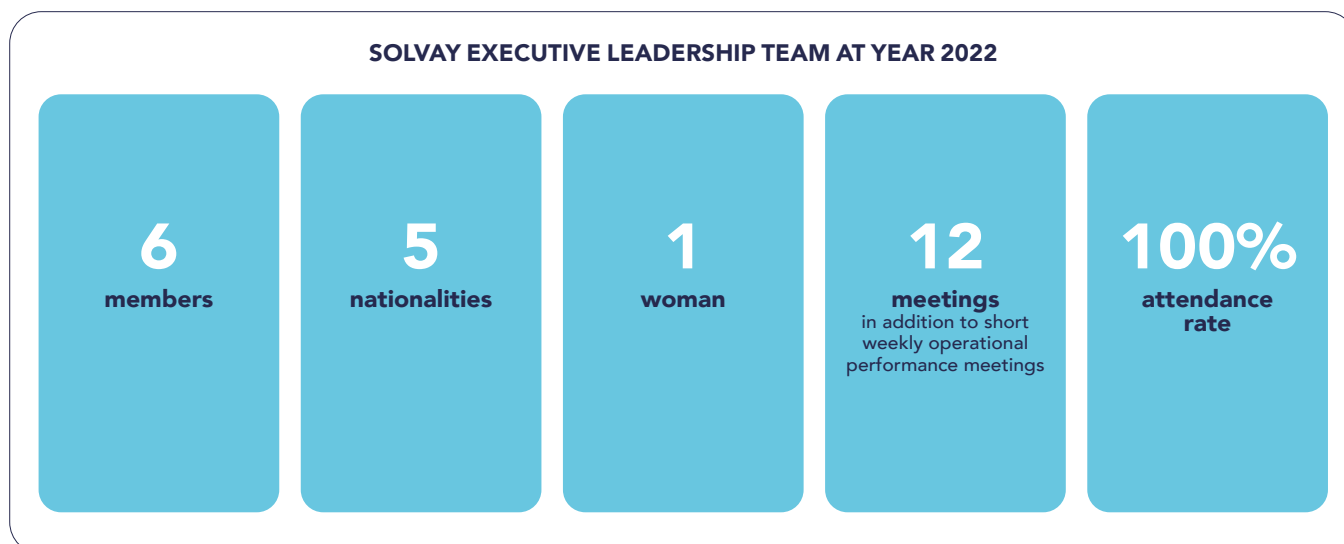 SOLVAY EXECUTIVE LEADERSHIP TEAM AT YEAR 2022
6
members
5
nationalities
1
woman
12
meetings
in addition to short
weekly operational
performance meetings
100%
attendance
rate